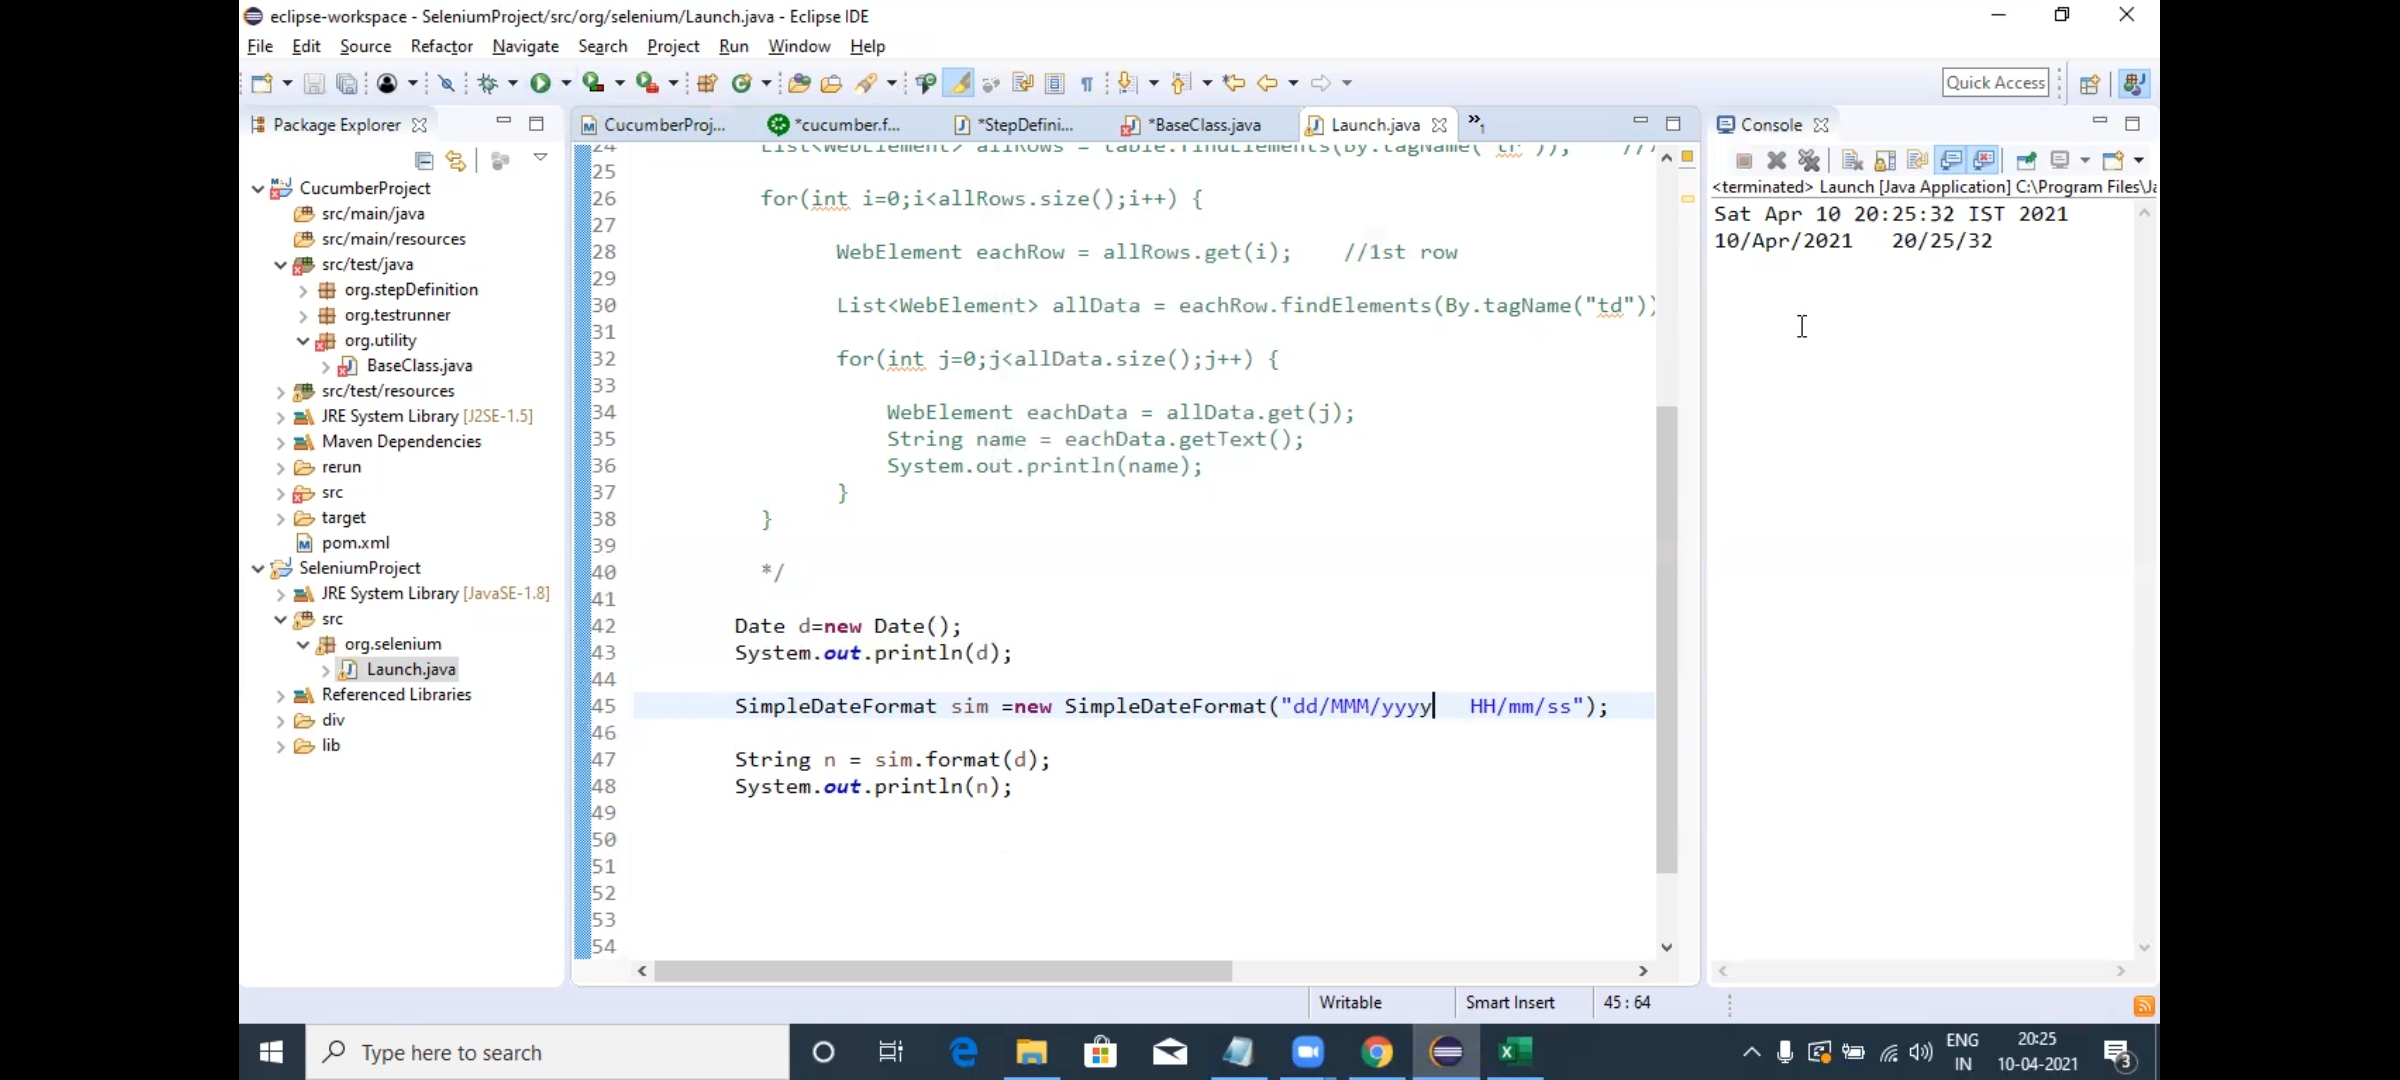 eclipse-workspace - SeleniumProject/src/org/selenium/Launch.java - Eclipse IDE
File Edit Source Refactor Navigate Search Project Run Window Help
Quick Access
Package Explorer
CucumberProject
src/main/java
src/main/resources
src/test/java
org.stepDefinition
org.testrunner
org.utility
BaseClass.java
src/test/resources
JRE System Library [J2SE-1.5]
Maven Dependencies
rerun
src
target
pom.xml
SeleniumProject
JRE System Library [JavaSE-1.8]
src
org.selenium
Launch.java
Referenced Libraries
div
lib
CucumberProj... *cucumber.f... *StepDefini... *BaseClass.java Launch.java »1
24 List<WebElement> allRows = table.findElements(By.tagName("tr")); //
25
26 for(int i=0;i<allRows.size();i++) {
27
28 WebElement eachRow = allRows.get(i); //1st row
29
30 List<WebElement> allData = eachRow.findElements(By.tagName("td"))
31
32 for(int j=0;j<allData.size();j++) {
33
34 WebElement eachData = allData.get(j);
35 String name = eachData.getText();
36 System.out.println(name);
37 }
38 }
39
40 */
41
42 Date d=new Date();
43 System.out.println(d);
44
45 SimpleDateFormat sim =new SimpleDateFormat("dd/MMM/yyyy   HH/mm/ss");
46
47 String n = sim.format(d);
48 System.out.println(n);
49
50
51
52
53
54
Console
<terminated> Launch [Java Application] C:\Program Files\Ja
Sat Apr 10 20:25:32 IST 2021
10/Apr/2021   20/25/32
Writable Smart Insert 45 : 64
Type here to search
ENG
IN
20:25
10-04-2021
3